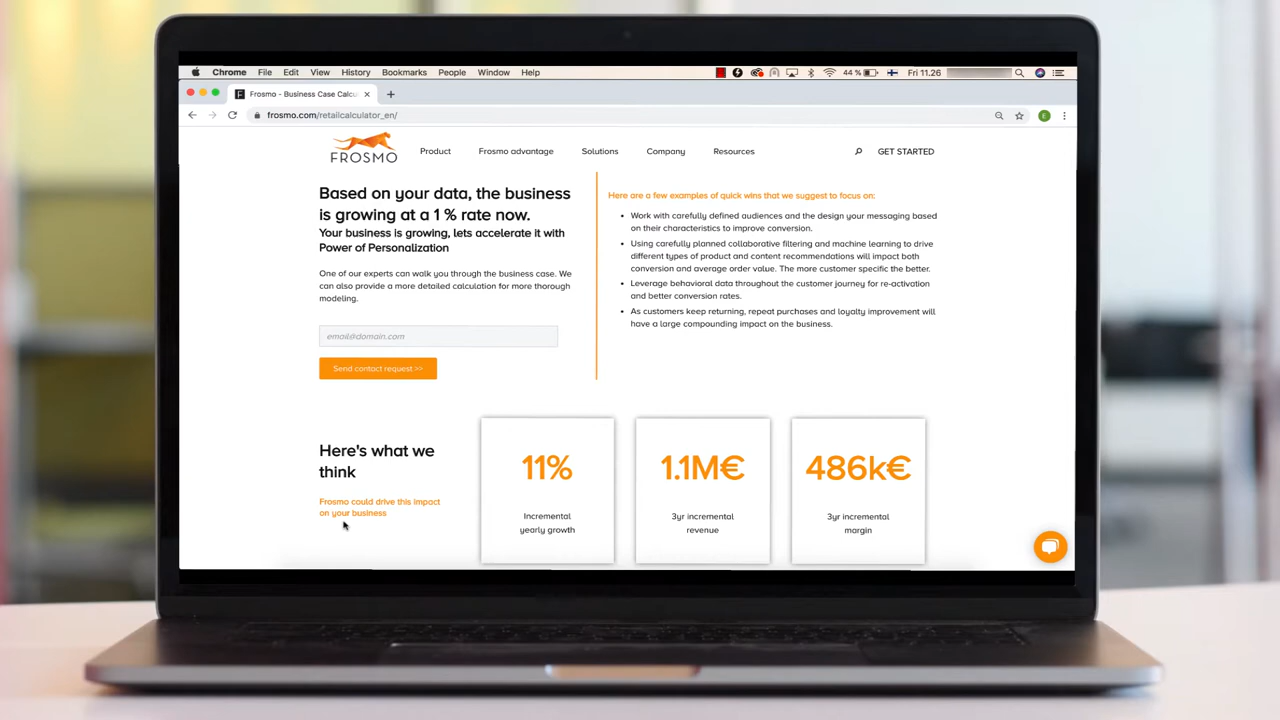 Chrome File Edit View History Bookmarks People Window Help 44 % Fri 11.26
F Frosmo - Business Case Calcu
frosmo.com/retailcalculator_en/ E
FROSMO Product Frosmo advantage Solutions Company Resources GET STARTED
Based on your data, the business
is growing at a 1 % rate now.
Your business is growing, lets accelerate it with
Power of Personalization
One of our experts can walk you through the business case. We
can also provide a more detailed calculation for more thorough
modeling.
email@domain.com
Send contact request >>
Here are a few examples of quick wins that we suggest to focus on:
• Work with carefully defined audiences and the design your messaging based
on their characteristics to improve conversion.
• Using carefully planned collaborative filtering and machine learning to drive
different types of product and content recommendations will impact both
conversion and average order value. The more customer specific the better.
• Leverage behavioral data throughout the customer journey for re-activation
and better conversion rates.
• As customers keep returning, repeat purchases and loyalty improvement will
have a large compounding impact on the business.
Here's what we
think
Frosmo could drive this impact
on your business
11%
Incremental
yearly growth
1.1M€
3yr incremental
revenue
486k€
3yr incremental
margin